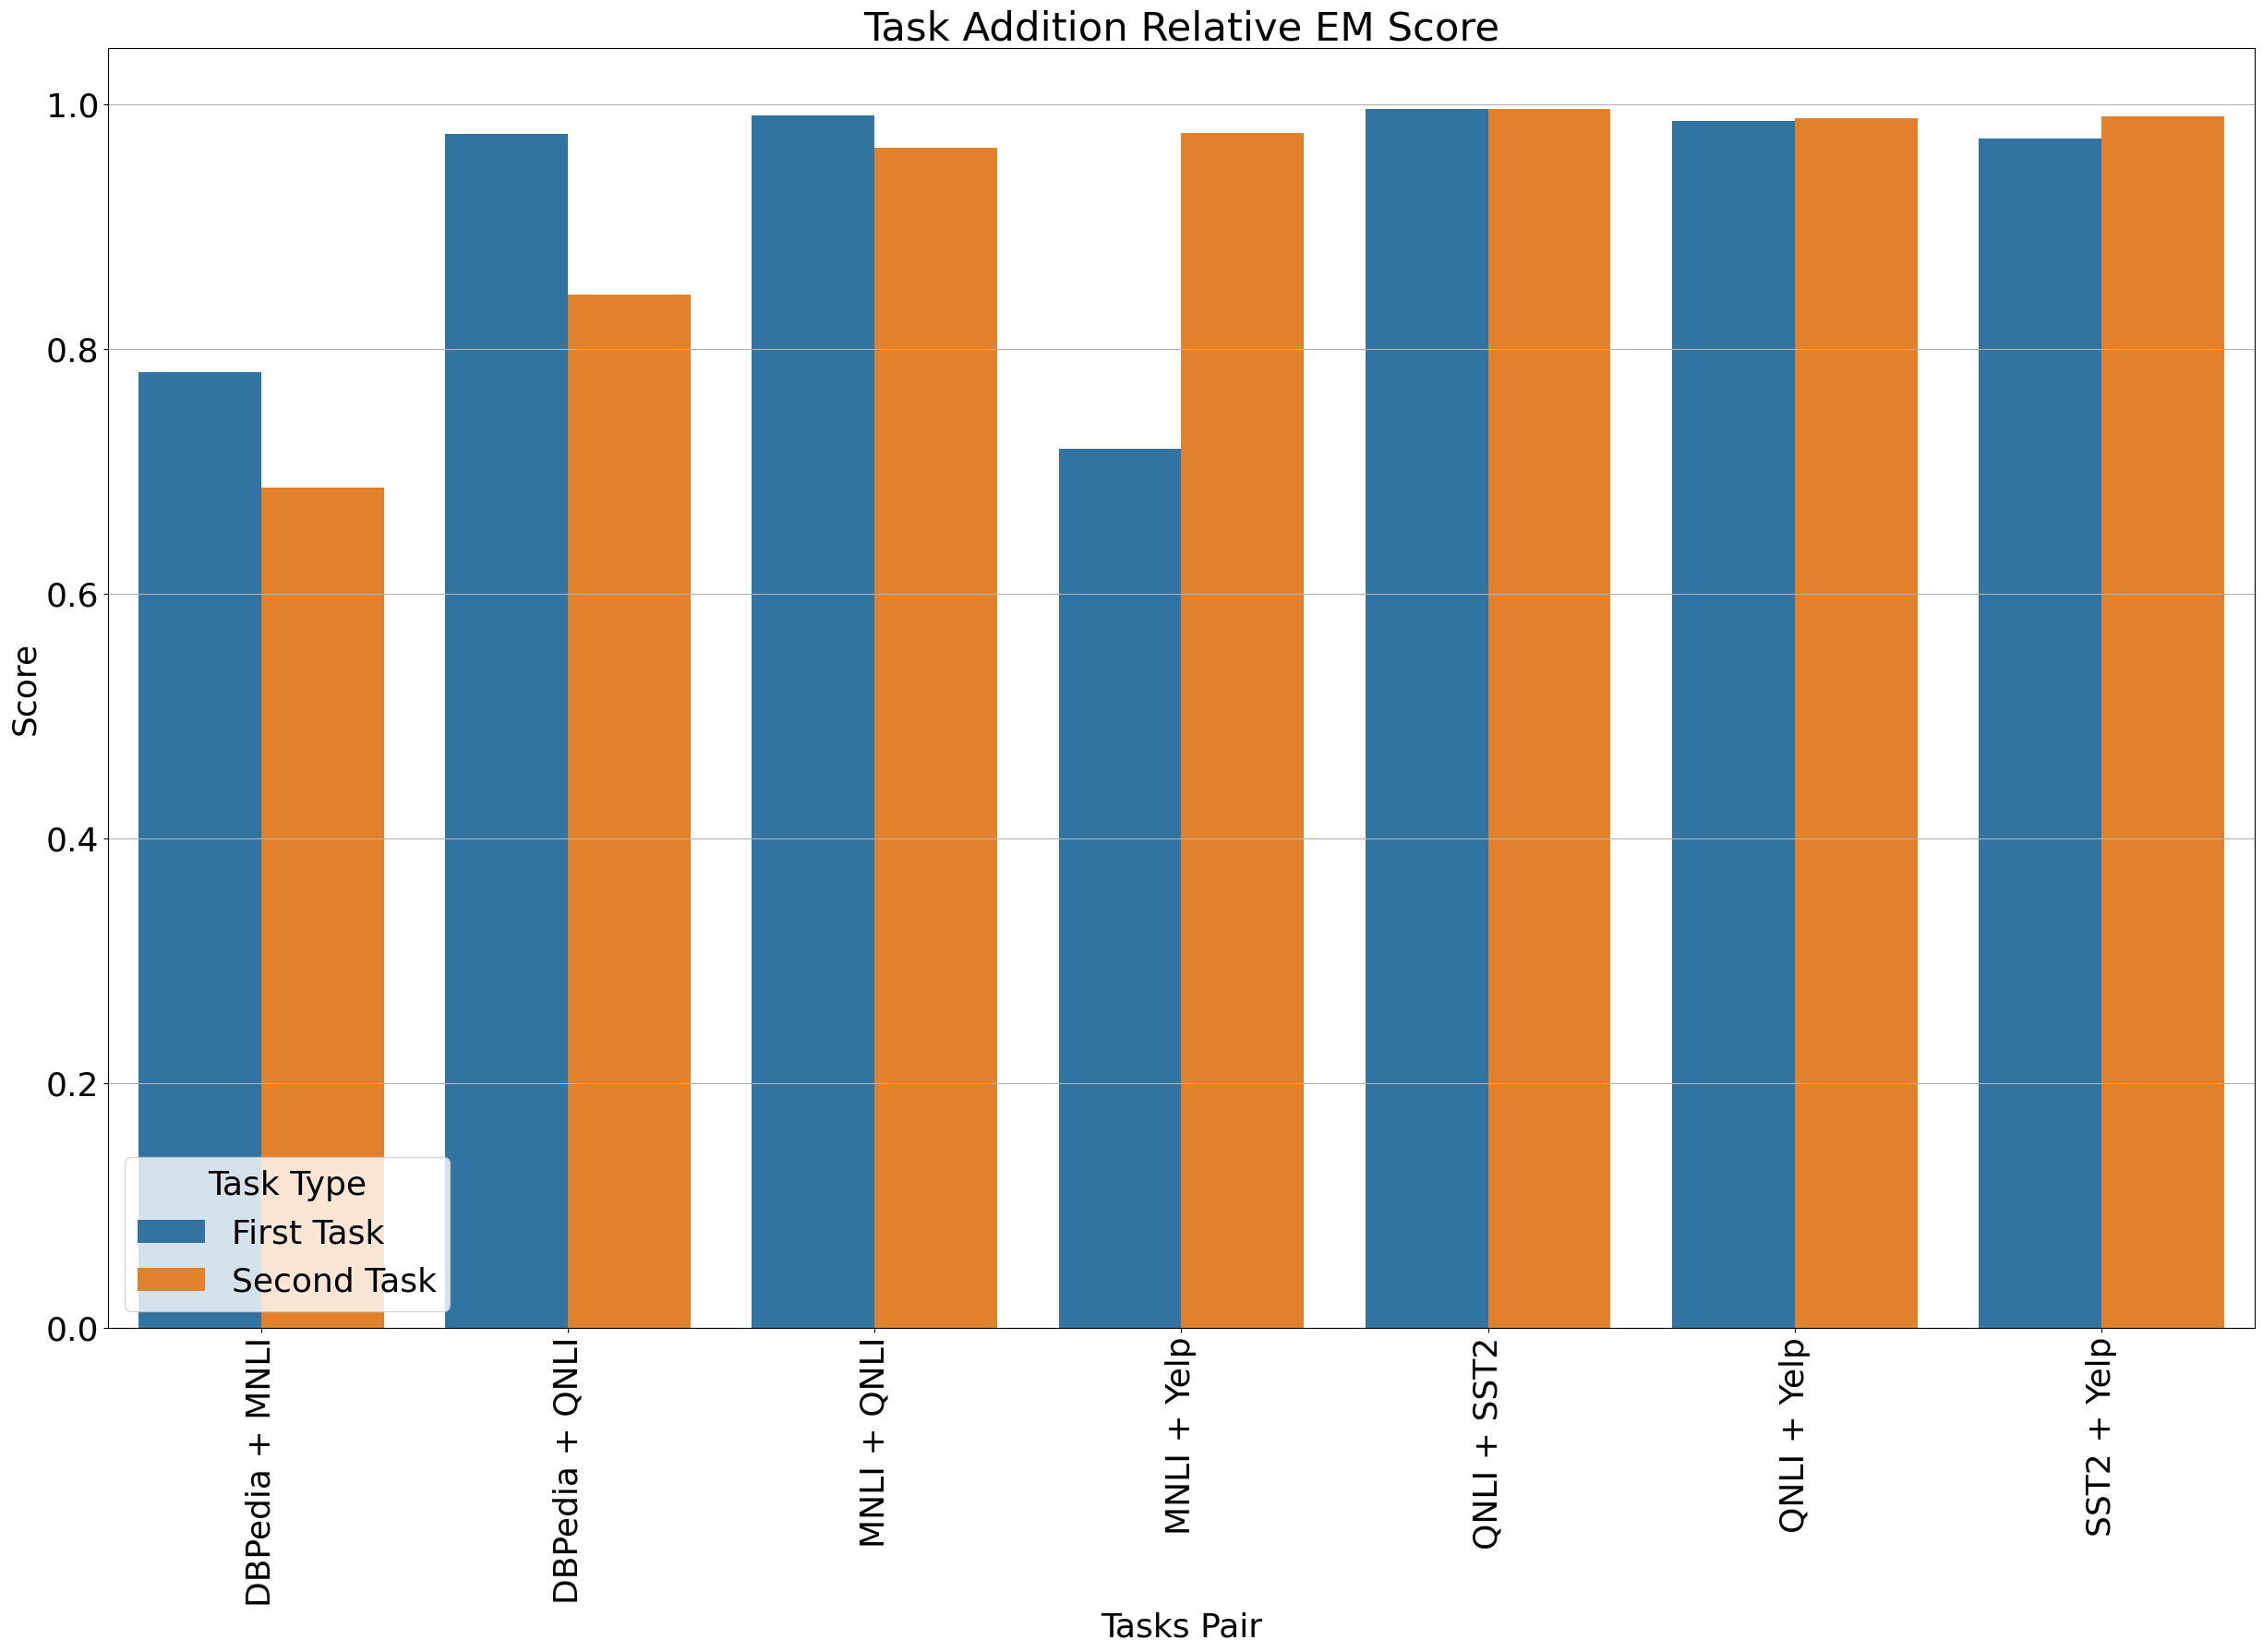 Task Addition Relative EM Score
1.0
0.8
0.6
0.4
0.2
0.0
Score
Task Type
First Task
Second Task
DBPedia + MNLI
DBPedia + QNLI
MNLI + QNLI
MNLI + Yelp
QNLI + SST2
QNLI + Yelp
SST2 + Yelp
Tasks Pair